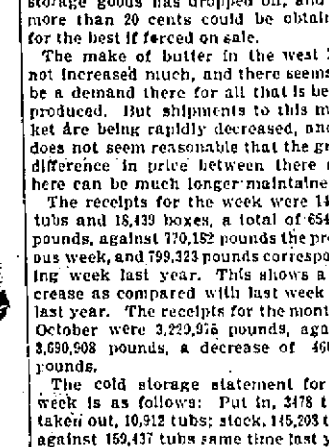 storage goods has dropped off, and
more than 20 cents could be obtain
for the best if forced on sale.
The make of butter in the west
not increased much, and there seems
be a demand there for all that is be
produced. But shipments to this m
ket are being rapidly decreased, and
does not seem reasonable that the gr
difference in price between there
here can be much longer maintaine
The receipts for the week were 14
tubs and 18,439 boxes, a total of 654
pounds, against 770,152 pounds the pr
ous week, and 799,323 pounds correspo
ing week last year. This shows a
crease as compared with last week
last year. The receipts for the mont
October were pounds, aga
3,690,908 pounds, a decrease of 46
pounds.
The cold storage statement for
week is as follows: Put in, 3478 t
taken out, 10,912 tubs; stock, 145,203 t
against 159,437 tubs same time last y